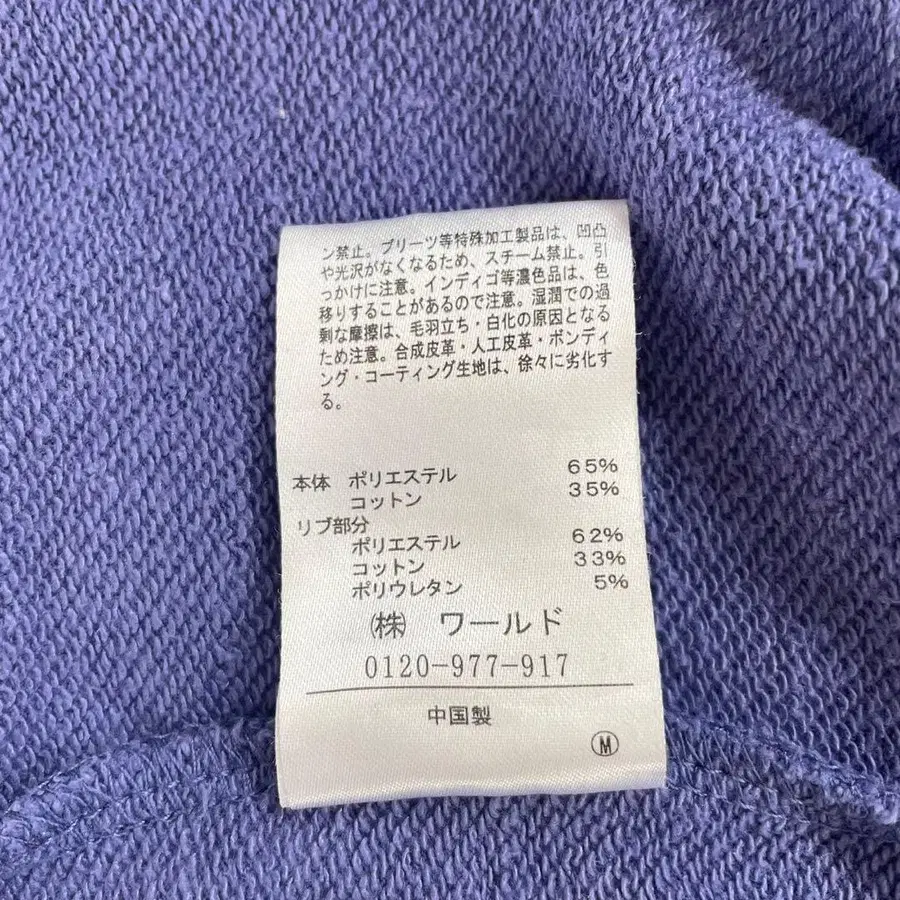 ン禁止。プリーツ等特殊加工製品は、凹凸
や光沢がなくなるため、スチーム禁止。引
っかけに注意。インディゴ等濃色品は、色
移りすることがあるので注意。湿潤での過
剰な摩擦は、毛羽立ち・白化の原因となる
ため注意。合成皮革・人工皮革・ボンディ
ング・コーティング生地は、徐々に劣化す
る。
本体 ポリエステル 65%
コットン 35%
リブ部分
ポリエステル 62%
コットン 33%
ポリウレタン 5%
㈱ ワールド
0120-977-917
中国製
Ⓜ